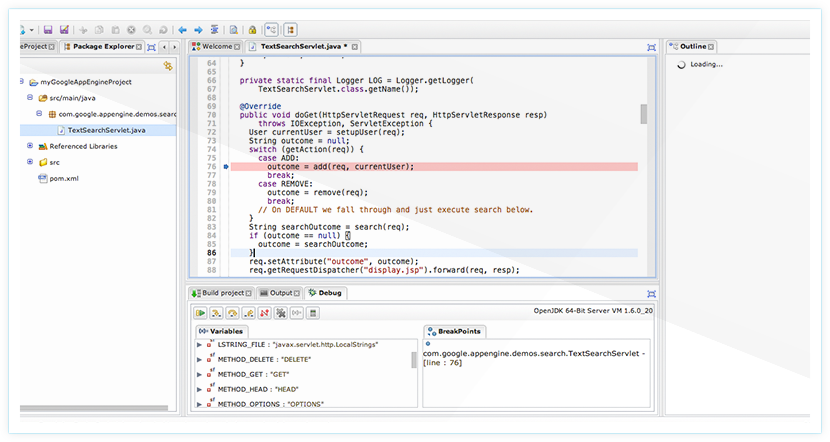 eProject
Package Explorer
Welcome
TextSearchServlet.java *
Outline
Loading...
myGoogleAppEngineProject
src/main/java
com.google.appengine.demos.sear
TextSearchServlet.java
Referenced Libraries
src
pom.xml
64 }
65
66 private static final Logger LOG = Logger.getLogger(
67 TextSearchServlet.class.getName());
68
69 @Override
70 public void doGet(HttpServletRequest req, HttpServletResponse resp)
71 throws IOException, ServletException {
72 User currentUser = setupUser(req);
73 String outcome = null;
74 switch (getAction(req)) {
75 case ADD:
76 outcome = add(req, currentUser);
77 break;
78 case REMOVE:
79 outcome = remove(req);
80 break;
81 // On DEFAULT we fall through and just execute search below.
82 }
83 String searchOutcome = search(req);
84 if (outcome == null) {
85 outcome = searchOutcome;
86 }
87 req.setAttribute("outcome", outcome);
88 req.getRequestDispatcher("display.jsp").forward(req, resp);
Build project
Output
Debug
OpenJDK 64-Bit Server VM 1.6.0_20
Variables
LSTRING_FILE : "javax.servlet.http.LocalStrings"
METHOD_DELETE : "DELETE"
METHOD_GET : "GET"
METHOD_HEAD : "HEAD"
METHOD_OPTIONS : "OPTIONS"
BreakPoints
com.google.appengine.demos.search.TextSearchServlet -
[line : 76]